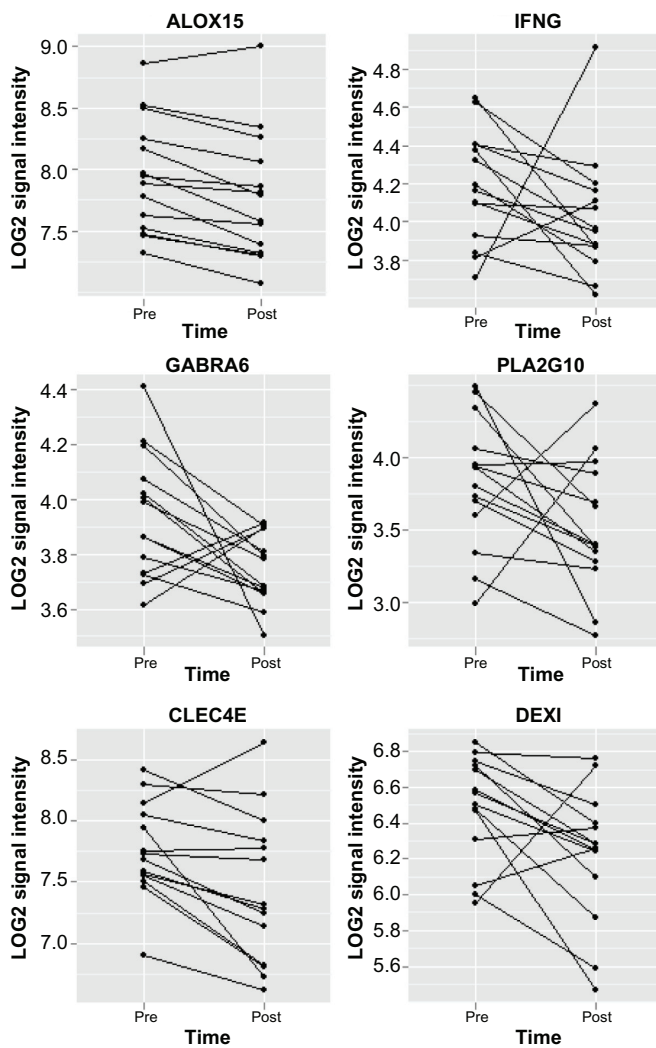 ALOX15
LOG2 signal intensity
9.0
8.5
8.0
7.5
Pre
Post
Time
IFNG
LOG2 signal intensity
4.8
4.6
4.4
4.2
4.0
3.8
Pre
Post
Time
GABRA6
LOG2 signal intensity
4.4
4.2
4.0
3.8
3.6
Pre
Post
Time
PLA2G10
LOG2 signal intensity
4.0
3.5
3.0
Pre
Post
Time
CLEC4E
LOG2 signal intensity
8.5
8.0
7.5
7.0
Pre
Post
Time
DEXI
LOG2 signal intensity
6.8
6.6
6.4
6.2
6.0
5.8
5.6
Pre
Post
Time